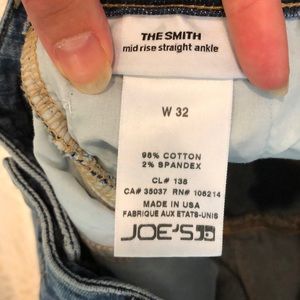 THE SMITH
mid rise straight ankle
W 32
98% COTTON
2% SPANDEX
CL# 138
CA# 35037 RN# 106214
MADE IN USA
FABRIQUE AUX ETATS-UNIS
JOE'S